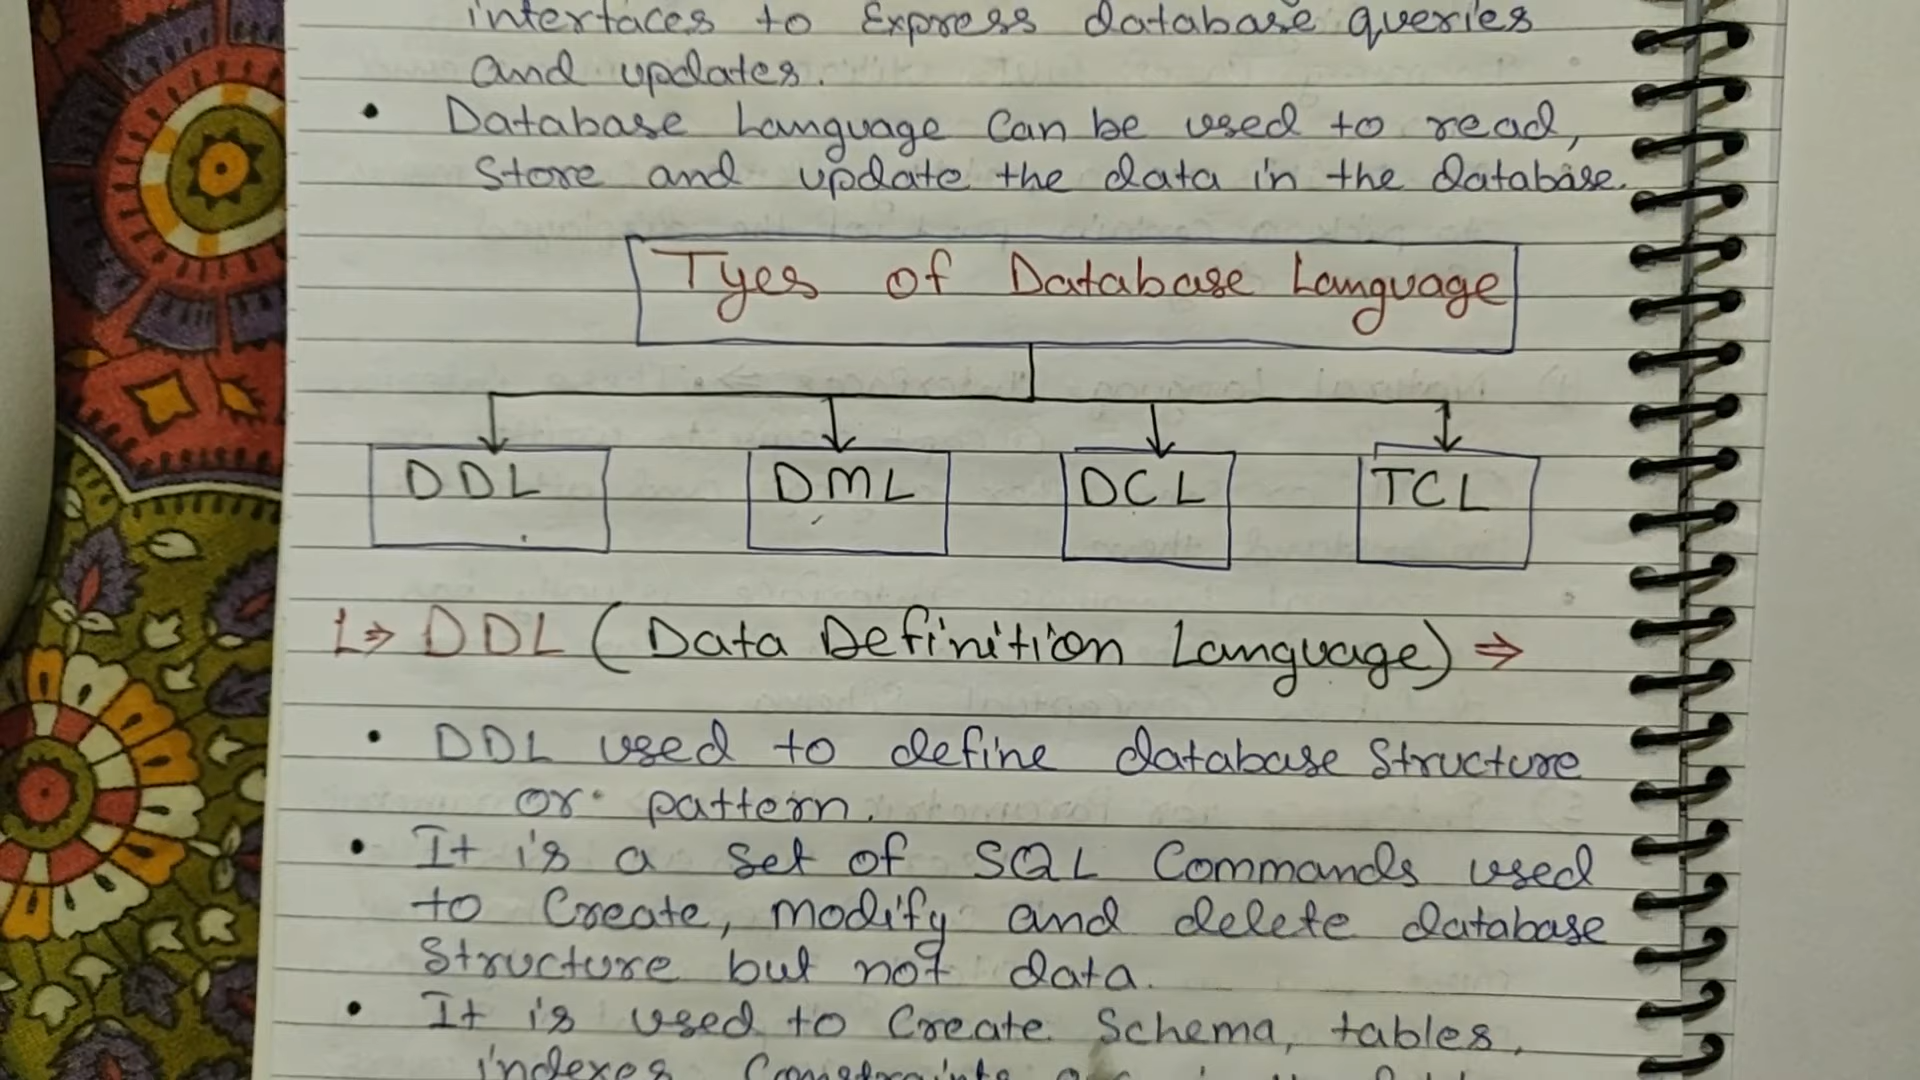 interfaces to Express database queries
and updates.
• Database Language Can be used to read,
Store and update the data in the database.
Tyes of Database Language
DDL DML DCL TCL
1⇒ DDL (Data Definition Language) ⇒
• DDL used to define database Structure
or pattern.
• It is a Set of SQL Commands used
to Create, modify and delete database
Structure but not data.
• It is used to Create Schema, tables,
indexes Constraints